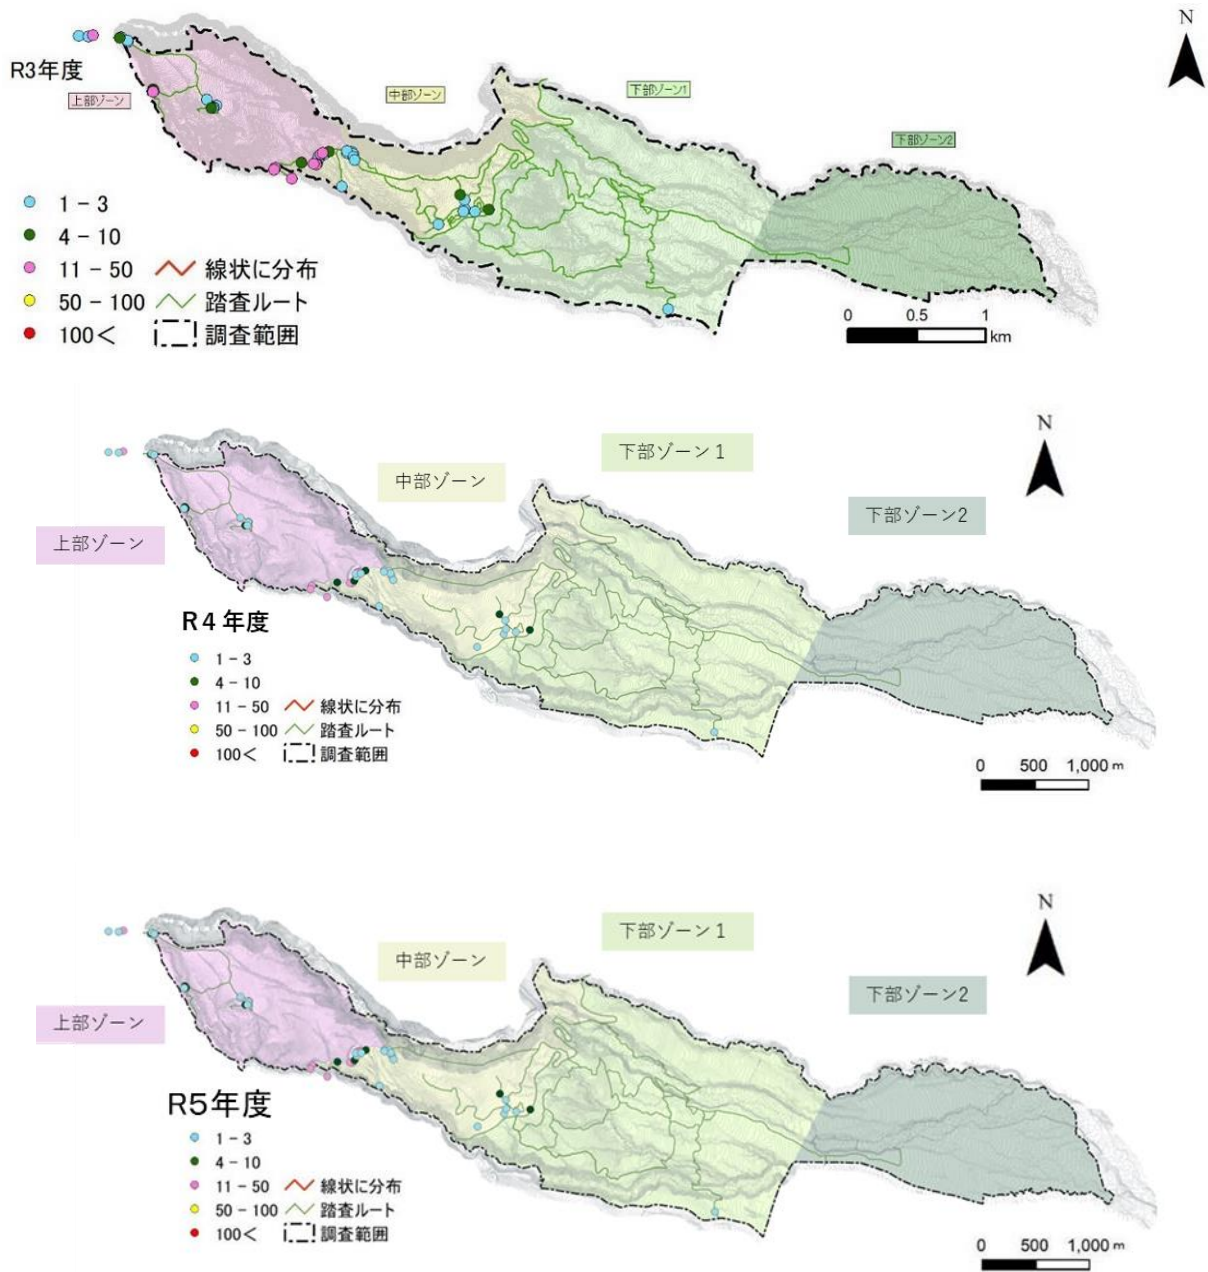 N
R3年度
上部ゾーン
中部ゾーン
下部ゾーン1
下部ゾーン2
1 – 3
4 – 10
11 – 50 線状に分布
50 – 100 踏査ルート
100< 調査範囲
0 0.5 1
km
N
下部ゾーン1
中部ゾーン
下部ゾーン2
上部ゾーン
R4年度
1 – 3
4 – 10
11 – 50 線状に分布
50 – 100 踏査ルート
100< 調査範囲
0 500 1,000 m
N
下部ゾーン1
中部ゾーン
下部ゾーン2
上部ゾーン
R5年度
1 – 3
4 – 10
11 – 50 線状に分布
50 – 100 踏査ルート
100< 調査範囲
0 500 1,000 m